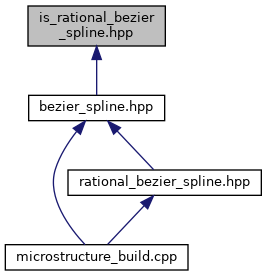 is_rational_bezier
_spline.hpp
bezier_spline.hpp
rational_bezier_spline.hpp
microstructure_build.cpp